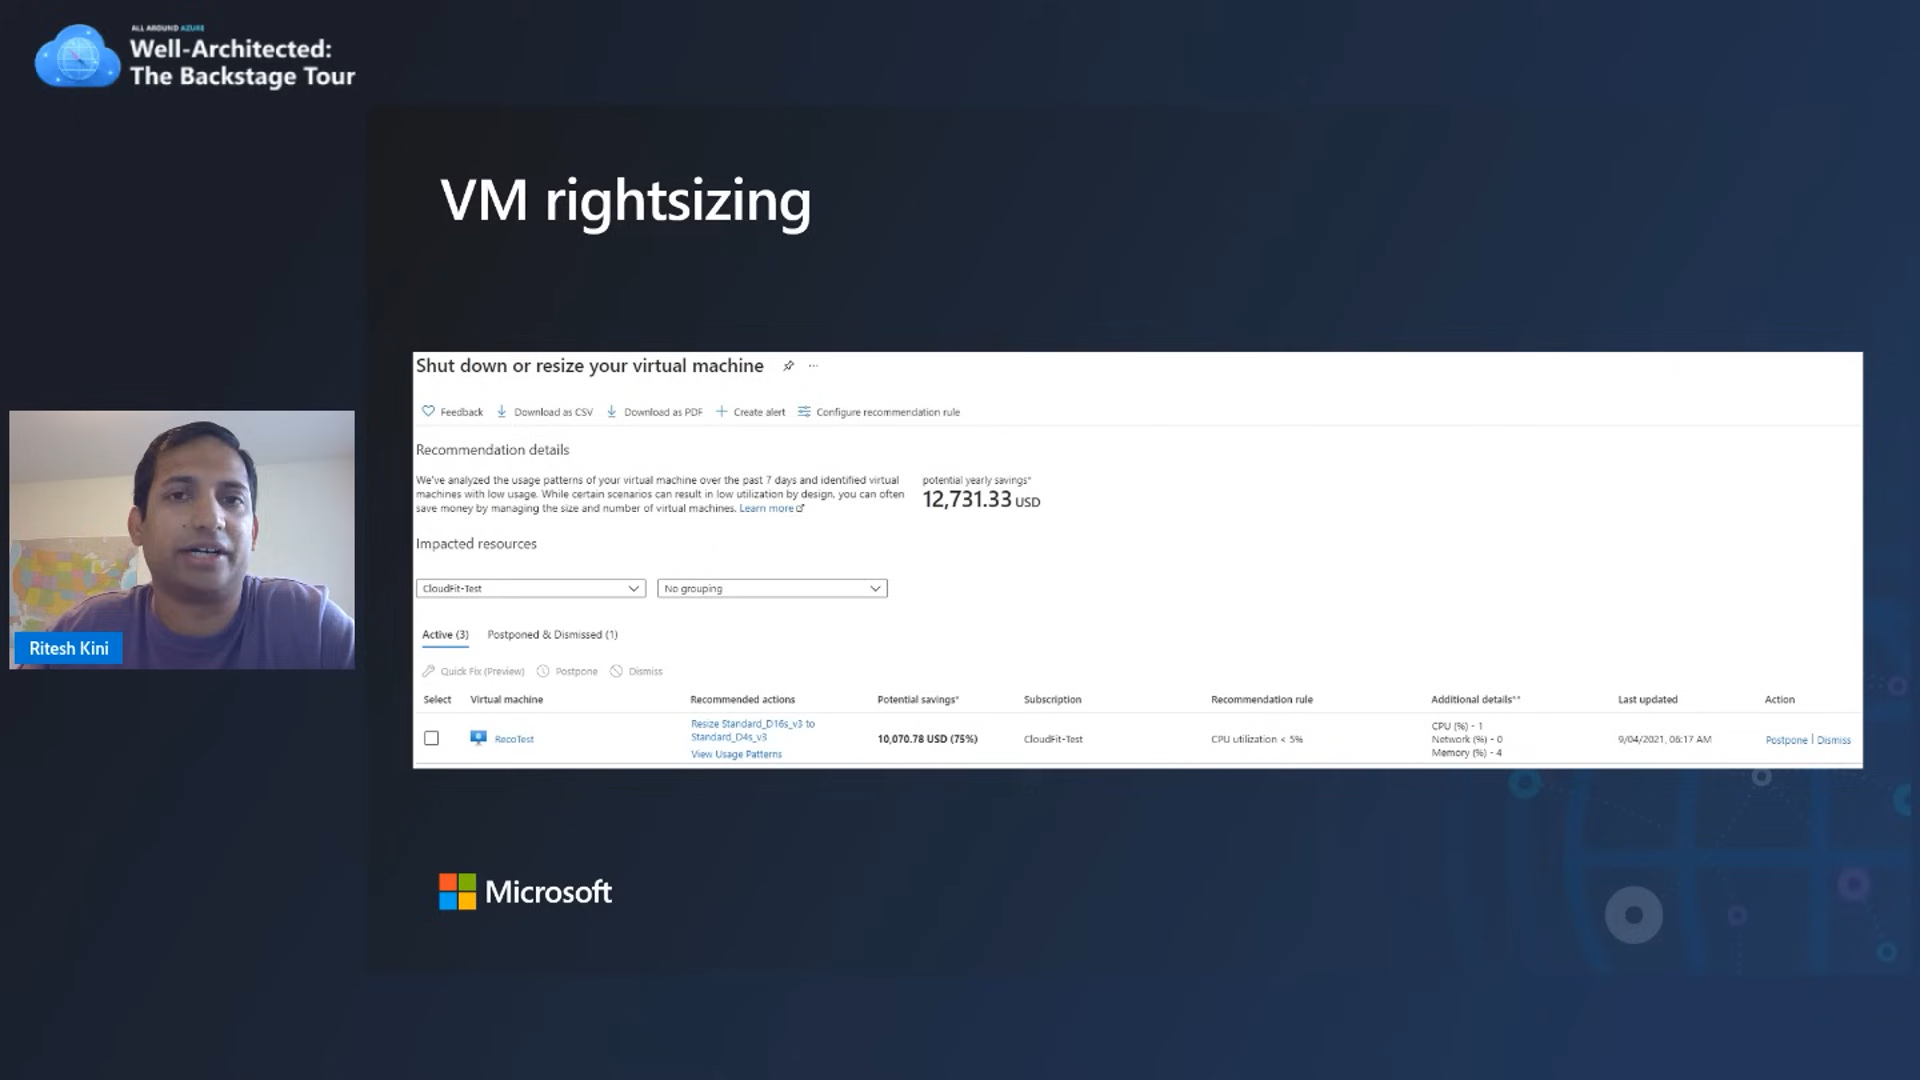 ALL AROUND AZURE
Well-Architected:
The Backstage Tour
VM rightsizing
Shut down or resize your virtual machine
Feedback Download as CSV Download as PDF Create alert Configure recommendation rule
Recommendation details
We've analyzed the usage patterns of your virtual machine over the past 7 days and identified virtual
machines with low usage. While certain scenarios can result in low utilization by design, you can often
save money by managing the size and number of virtual machines. Learn more
potential yearly savings*
12,731.33 USD
Impacted resources
CloudFit-Test No grouping
Active (3) Postponed & Dismissed (1)
Quick Fix (Preview) Postpone Dismiss
Select Virtual machine Recommended actions Potential savings* Subscription Recommendation rule Additional details** Last updated Action
RecoTest
Resize Standard_D16s_v3 to
Standard_D4s_v3
View Usage Patterns
10,070.78 USD (75%)
CloudFit-Test
CPU utilization < 5%
CPU (%) - 1
Network (%) - 0
Memory (%) - 4
9/04/2021, 06:17 AM
Postpone | Dismiss
Ritesh Kini
Microsoft